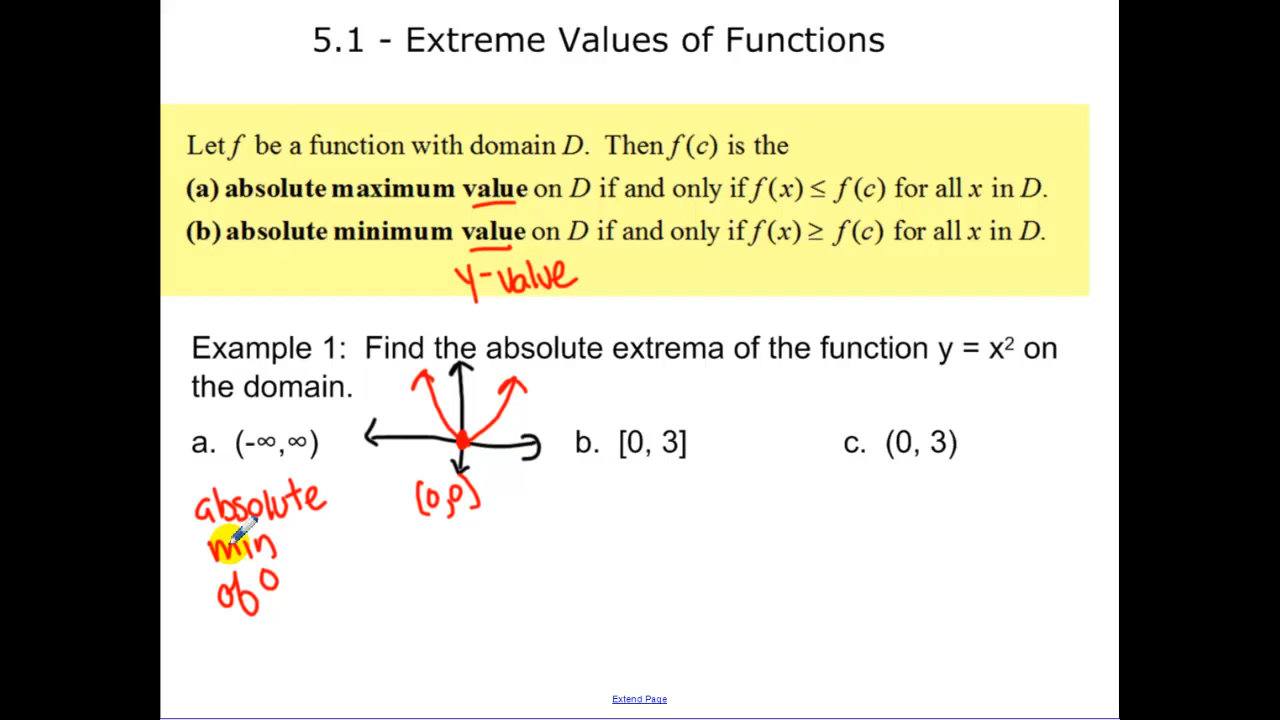 5.1 - Extreme Values of Functions
Let f be a function with domain D. Then f(c) is the
(a) absolute maximum value on D if and only if f(x) ≤ f(c) for all x in D.
(b) absolute minimum value on D if and only if f(x) ≥ f(c) for all x in D.
y-value
Example 1: Find the absolute extrema of the function y = x² on
the domain.
a. (-∞,∞)
b. [0, 3]
c. (0, 3)
(0,0)
absolute
min
of 0
Extend Page